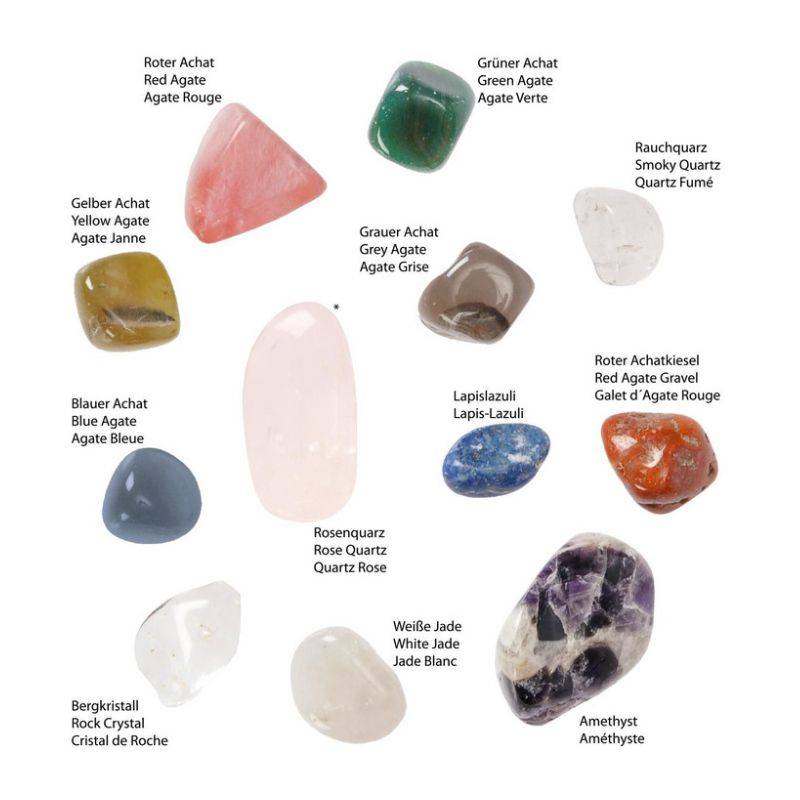 Roter Achat
Red Agate
Agate Rouge
Grüner Achat
Green Agate
Agate Verte
Rauchquarz
Smoky Quartz
Quartz Fumé
Gelber Achat
Yellow Agate
Agate Janne
Grauer Achat
Grey Agate
Agate Grise
*
Roter Achatkiesel
Red Agate Gravel
Galet d´Agate Rouge
Blauer Achat
Blue Agate
Agate Bleue
Lapislazuli
Lapis-Lazuli
Rosenquarz
Rose Quartz
Quartz Rose
Weiße Jade
White Jade
Jade Blanc
Bergkristall
Rock Crystal
Cristal de Roche
Amethyst
Améthyste